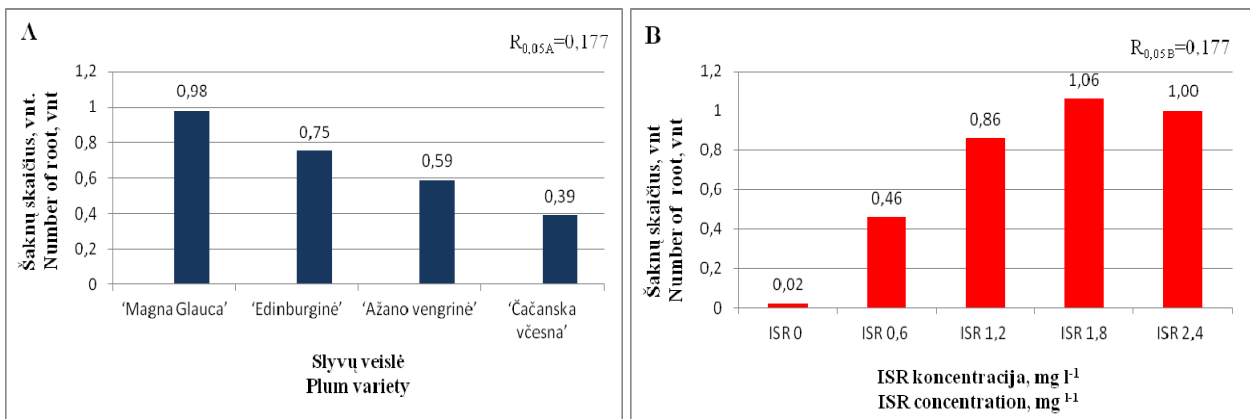 A
R0,05A=0,177
Šaknų skaičius, vnt.
Number of root, vnt
1,2
1
0,8
0,6
0,4
0,2
0
0,98
0,75
0,59
0,39
‘Magna Glauca’ ‘Edinburginė’ ‘Ažano vengrinė’ ‘Čačanska
včesna’
Slyvų veislė
Plum variety
B
R0,05B=0,177
Šaknų skaičius, vnt
Number of root, vnt
1,2
1
0,8
0,6
0,4
0,2
0
0,02
0,46
0,86
1,06
1,00
ISR 0 ISR 0,6 ISR 1,2 ISR 1,8 ISR 2,4
ISR koncentracija, mg l-1
ISR concentration, mg l-1